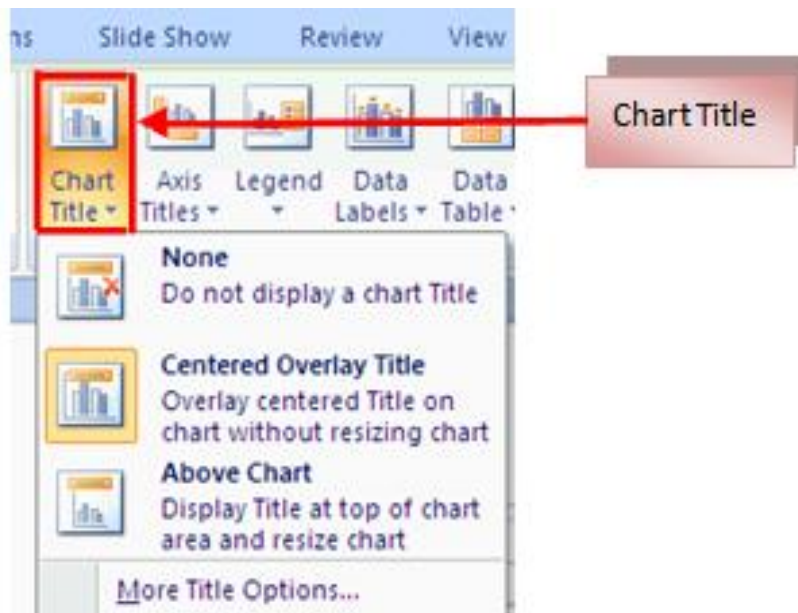 ns Slide Show Review View
Chart Title
Chart Axis Legend Data Data
Title Titles Labels Table
None
Do not display a chart Title
Centered Overlay Title
Overlay centered Title on
chart without resizing chart
Above Chart
Display Title at top of chart
area and resize chart
More Title Options...